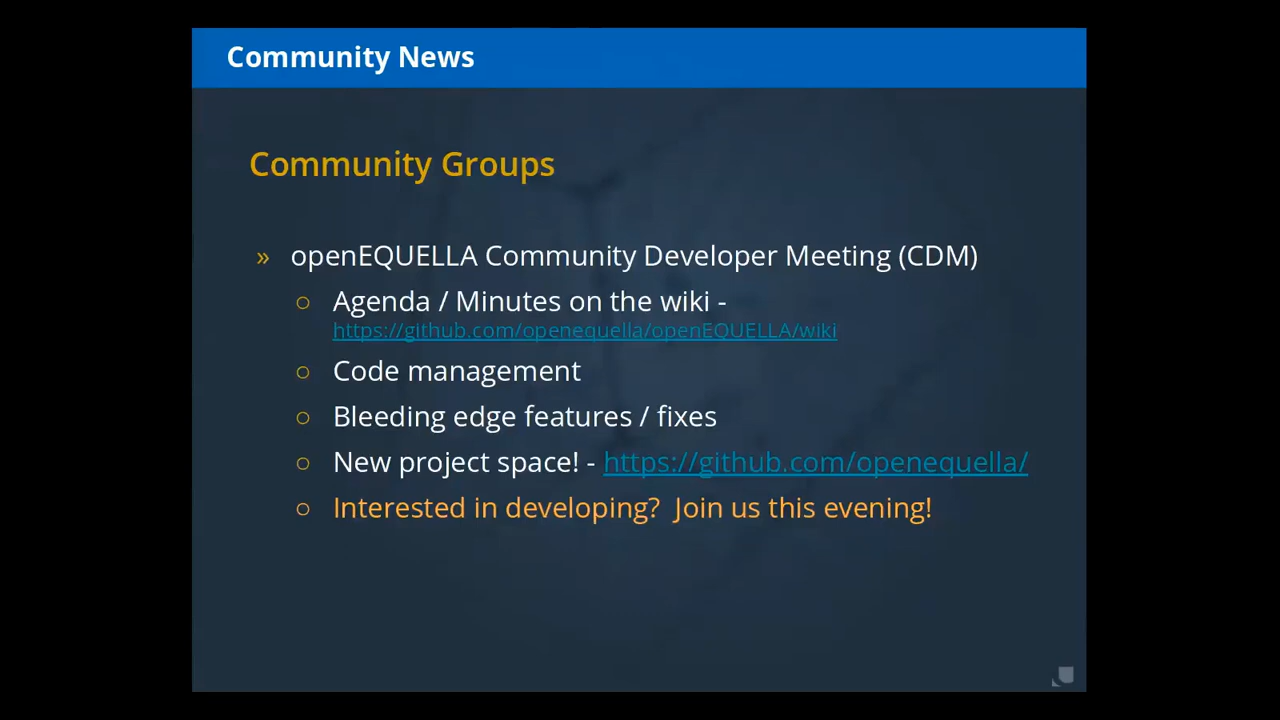 Community News
Community Groups
» openEQUELLA Community Developer Meeting (CDM)
○ Agenda / Minutes on the wiki -
https://github.com/openequella/openEQUELLA/wiki
○ Code management
○ Bleeding edge features / fixes
○ New project space! - https://github.com/openequella/
○ Interested in developing?  Join us this evening!